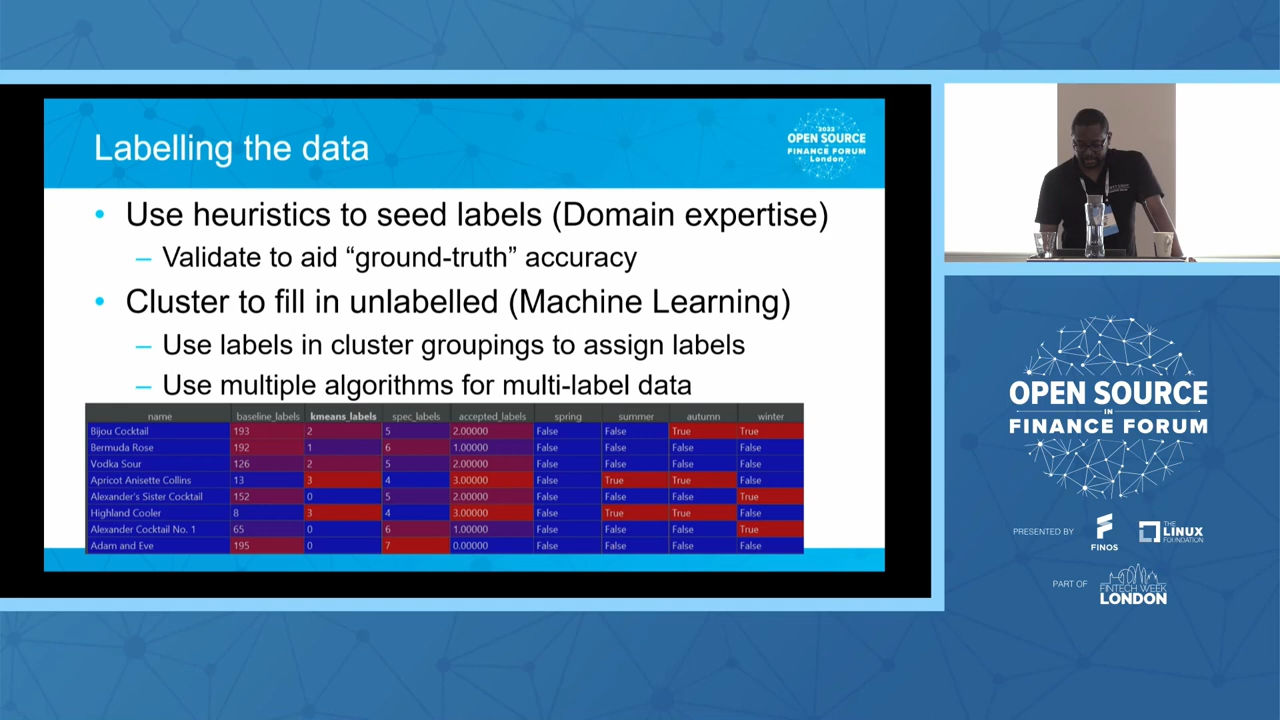 Labelling the data
2022
OPEN SOURCE
FINANCE FORUM
London
• Use heuristics to seed labels (Domain expertise)
– Validate to aid “ground-truth” accuracy
• Cluster to fill in unlabelled (Machine Learning)
– Use labels in cluster groupings to assign labels
– Use multiple algorithms for multi-label data
name baseline_labels kmeans_labels spec_labels accepted_labels spring summer autumn winter
Bijou Cocktail 193 2 5 2.00000 False False True True
Bermuda Rose 192 1 6 1.00000 False False False False
Vodka Sour 126 2 5 2.00000 False False False False
Apricot Anisette Collins 13 3 4 3.00000 False True True False
Alexander's Sister Cocktail 152 0 5 2.00000 False False False True
Highland Cooler 8 3 4 3.00000 False True True False
Alexander Cocktail No. 1 65 0 6 1.00000 False False False True
Adam and Eve 195 0 7 0.00000 False False False False
OPEN SOURCE
IN
FINANCE FORUM
PRESENTED BY
FINOS
THE
LINUX
FOUNDATION
PART OF
FINTECH WEEK
LONDON